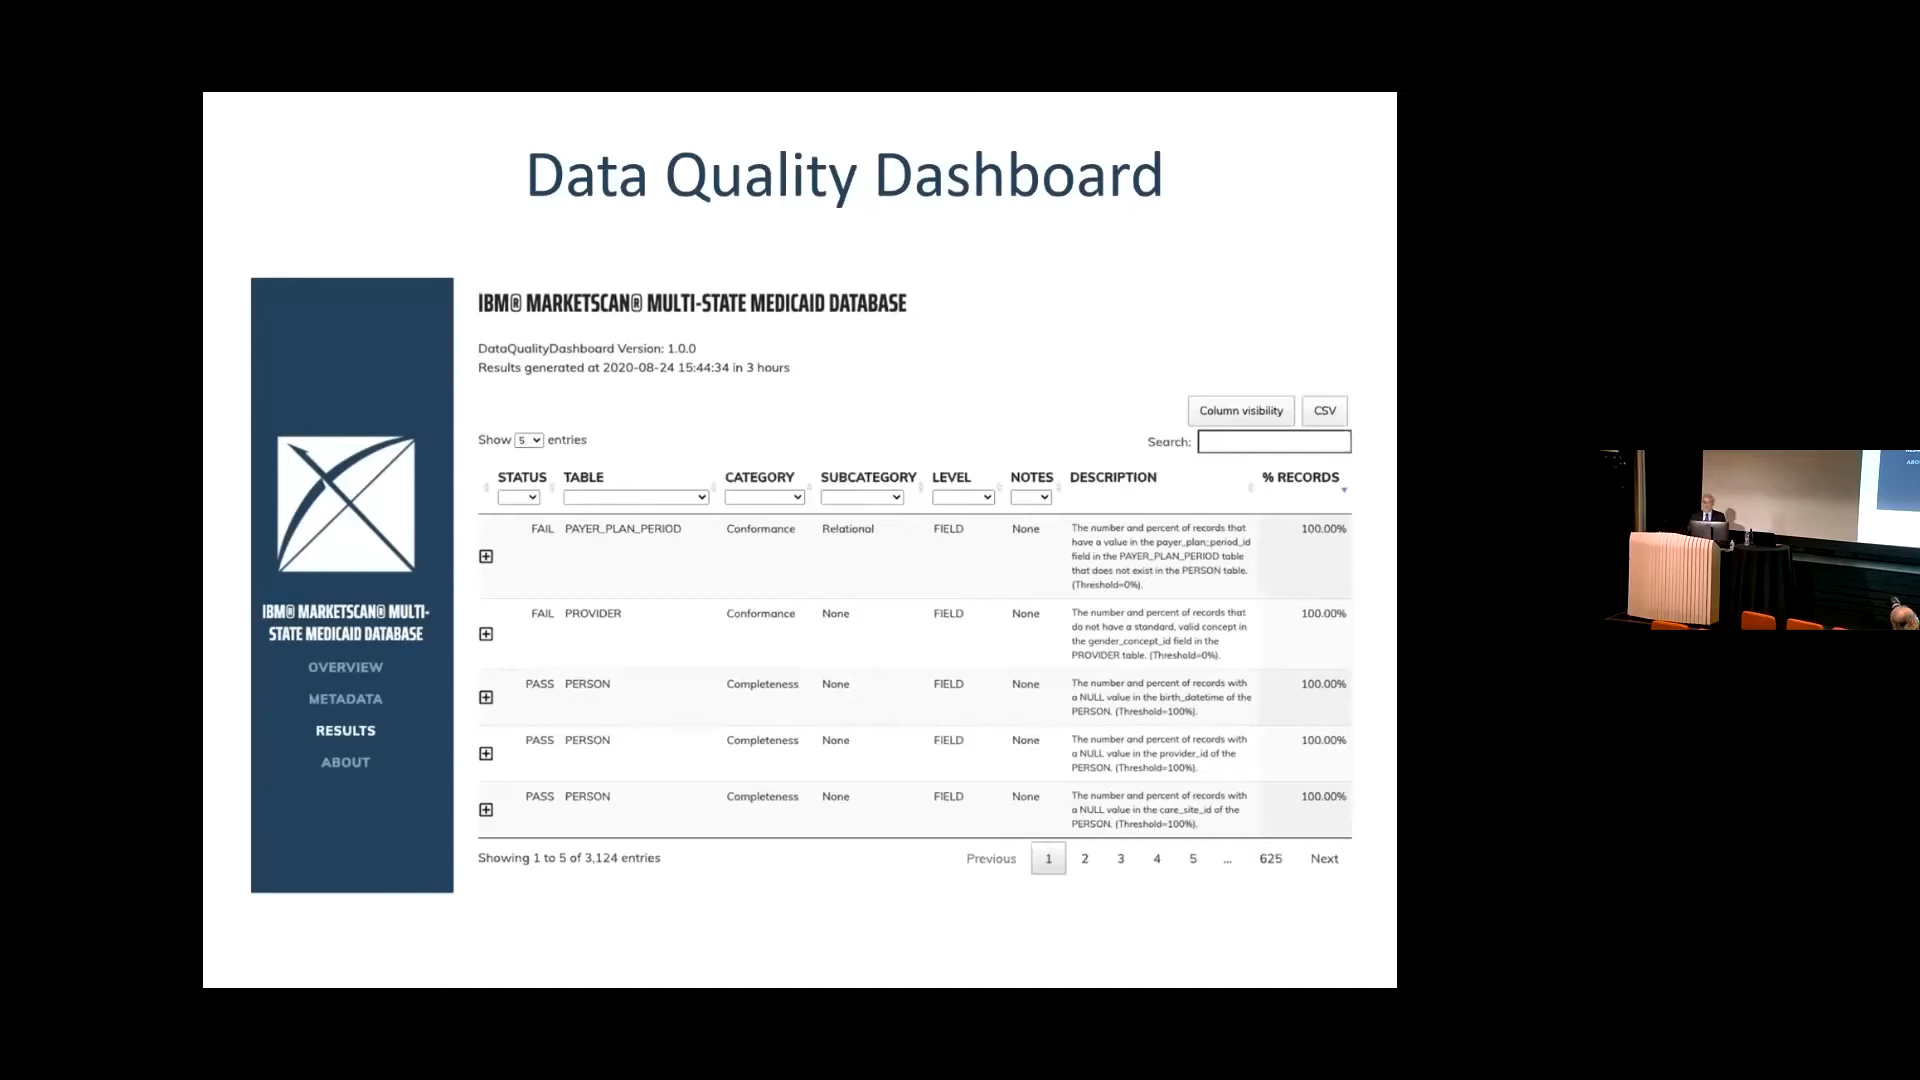 Data Quality Dashboard
IBM® MARKETSCAN® MULTI-STATE MEDICAID DATABASE
DataQualityDashboard Version: 1.0.0
Results generated at 2020-08-24 15:44:34 in 3 hours
Column visibility CSV
Show 5 entries
Search:
STATUS TABLE CATEGORY SUBCATEGORY LEVEL NOTES DESCRIPTION % RECORDS
FAIL PAYER_PLAN_PERIOD Conformance Relational FIELD None The number and percent of records that 100.00%
have a value in the payer_plan_period_id
field in the PAYER_PLAN_PERIOD table
that does not exist in the PERSON table.
(Threshold=0%).
FAIL PROVIDER Conformance None FIELD None The number and percent of records that 100.00%
do not have a standard, valid concept in
the gender_concept_id field in the
PROVIDER table. (Threshold=0%).
PASS PERSON Completeness None FIELD None The number and percent of records with 100.00%
a NULL value in the birth_datetime of the
PERSON. (Threshold=100%).
PASS PERSON Completeness None FIELD None The number and percent of records with 100.00%
a NULL value in the provider_id of the
PERSON. (Threshold=100%).
PASS PERSON Completeness None FIELD None The number and percent of records with 100.00%
a NULL value in the care_site_id of the
PERSON. (Threshold=100%).
Showing 1 to 5 of 3,124 entries
Previous 1 2 3 4 5 ... 625 Next
IBM® MARKETSCAN® MULTI-
STATE MEDICAID DATABASE
OVERVIEW
METADATA
RESULTS
ABOUT